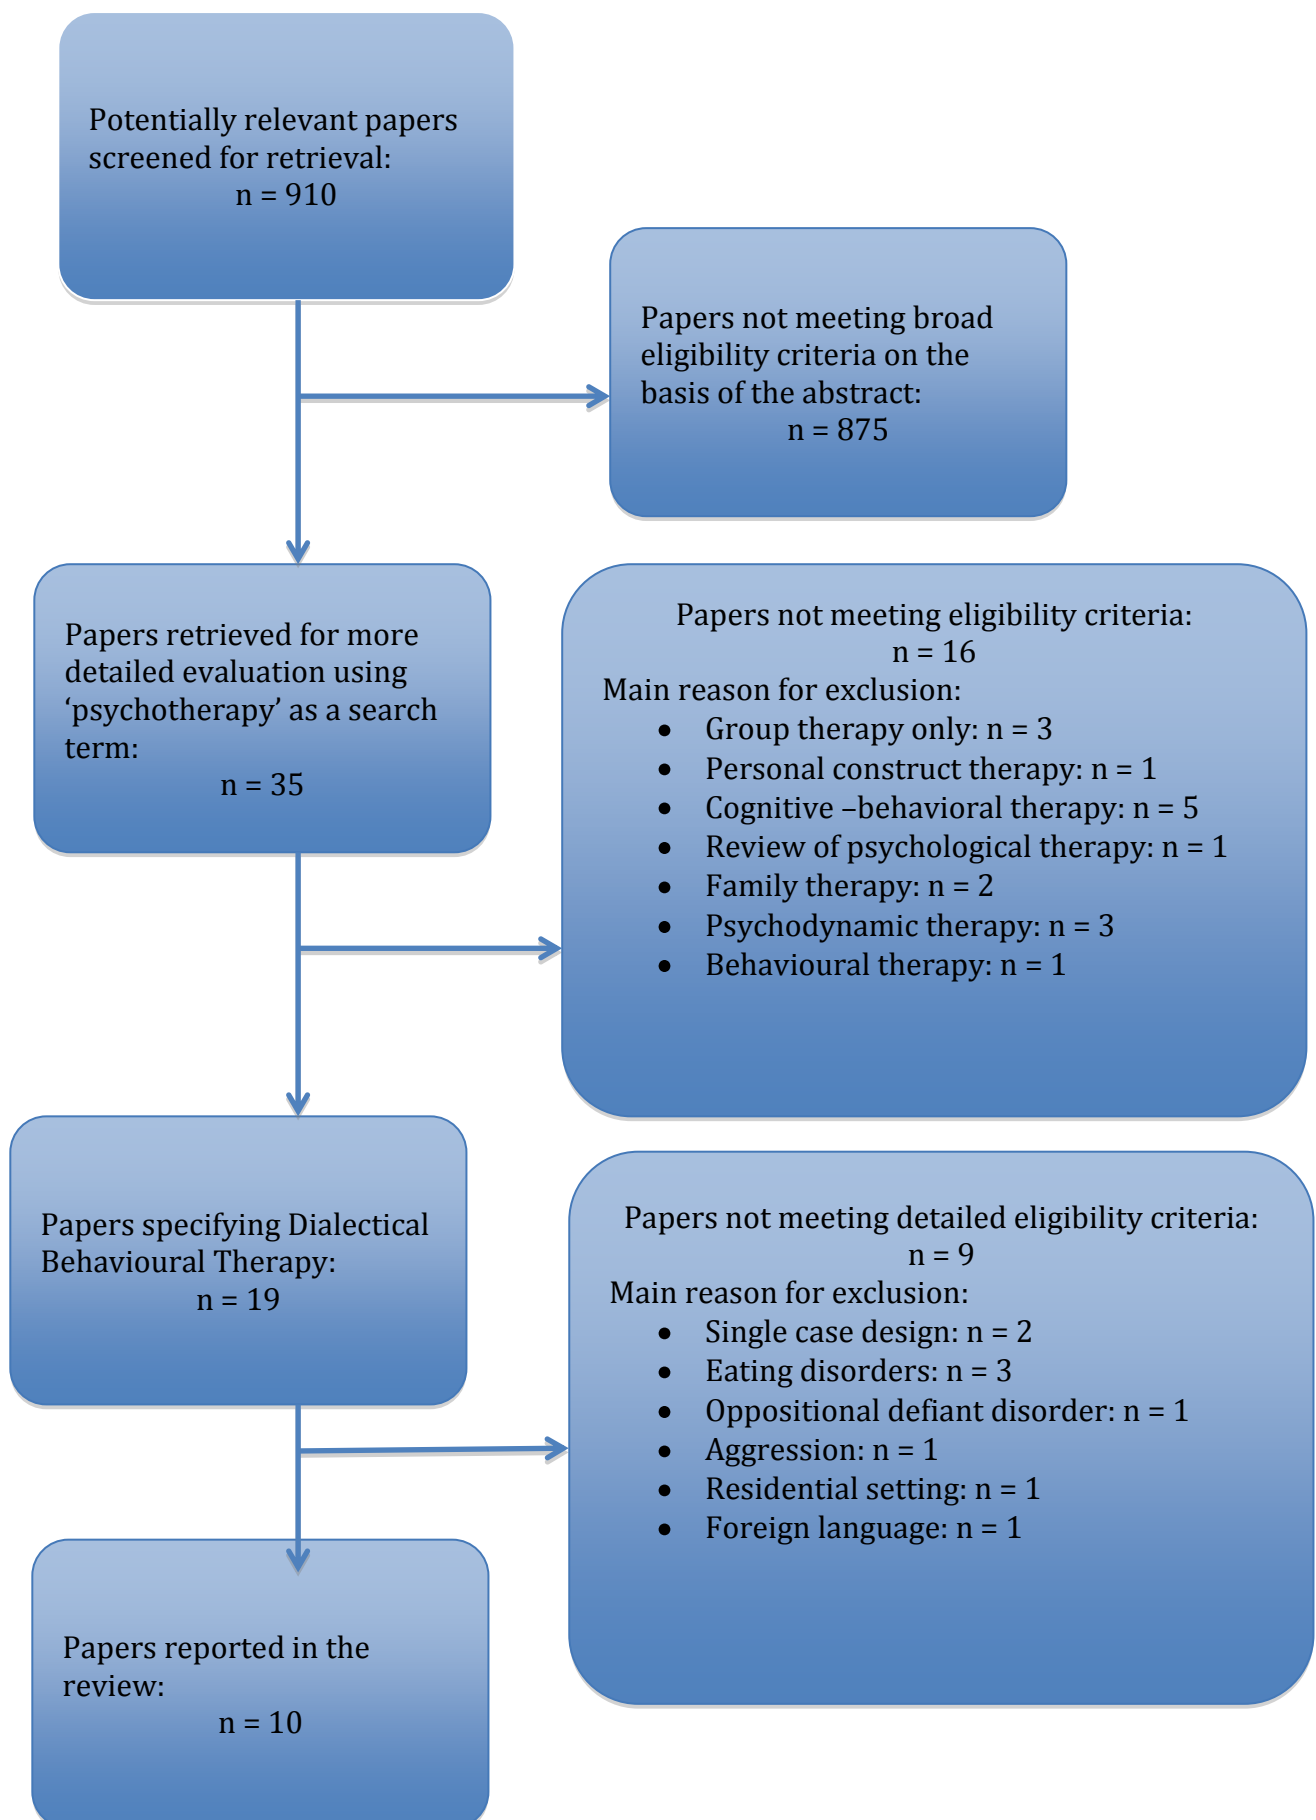 Potentially relevant papers
screened for retrieval:
n = 910
Papers not meeting broad
eligibility criteria on the
basis of the abstract:
n = 875
Papers retrieved for more
detailed evaluation using
‘psychotherapy’ as a search
term:
n = 35
Papers not meeting eligibility criteria:
n = 16
Main reason for exclusion:
• Group therapy only: n = 3
• Personal construct therapy: n = 1
• Cognitive –behavioral therapy: n = 5
• Review of psychological therapy: n = 1
• Family therapy: n = 2
• Psychodynamic therapy: n = 3
• Behavioural therapy: n = 1
Papers specifying Dialectical
Behavioural Therapy:
n = 19
Papers not meeting detailed eligibility criteria:
n = 9
Main reason for exclusion:
• Single case design: n = 2
• Eating disorders: n = 3
• Oppositional defiant disorder: n = 1
• Aggression: n = 1
• Residential setting: n = 1
• Foreign language: n = 1
Papers reported in the
review:
n = 10